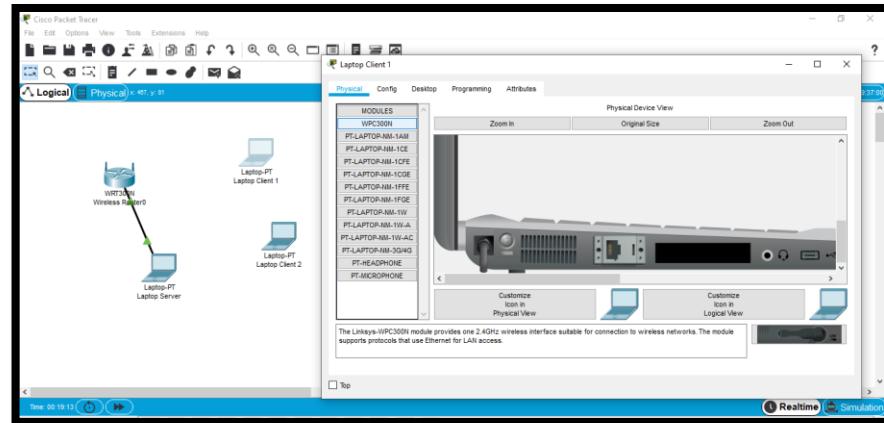 Cisco Packet Tracer
File Edit Options View Tools Extensions Help
?
Logical
Physical x: 467, y: 81
Laptop-PT
Laptop Client 1
WRT300N
Wireless Router0
Laptop-PT
Laptop Client 2
Laptop-PT
Laptop Server
Time: 00:19:13
Realtime
Simulation
Laptop Client 1
Physical Config Desktop Programming Attributes
MODULES
WPC300N
PT-LAPTOP-NM-1AM
PT-LAPTOP-NM-1CE
PT-LAPTOP-NM-1CFE
PT-LAPTOP-NM-1CGE
PT-LAPTOP-NM-1FFE
PT-LAPTOP-NM-1FGE
PT-LAPTOP-NM-1W
PT-LAPTOP-NM-1W-A
PT-LAPTOP-NM-1W-AC
PT-LAPTOP-NM-3G/4G
PT-HEADPHONE
PT-MICROPHONE
Physical Device View
Zoom In Original Size Zoom Out
Customize
Icon in
Physical View
Customize
Icon in
Logical View
The Linksys-WPC300N module provides one 2.4GHz wireless interface suitable for connection to wireless networks. The module
supports protocols that use Ethernet for LAN access.
Top